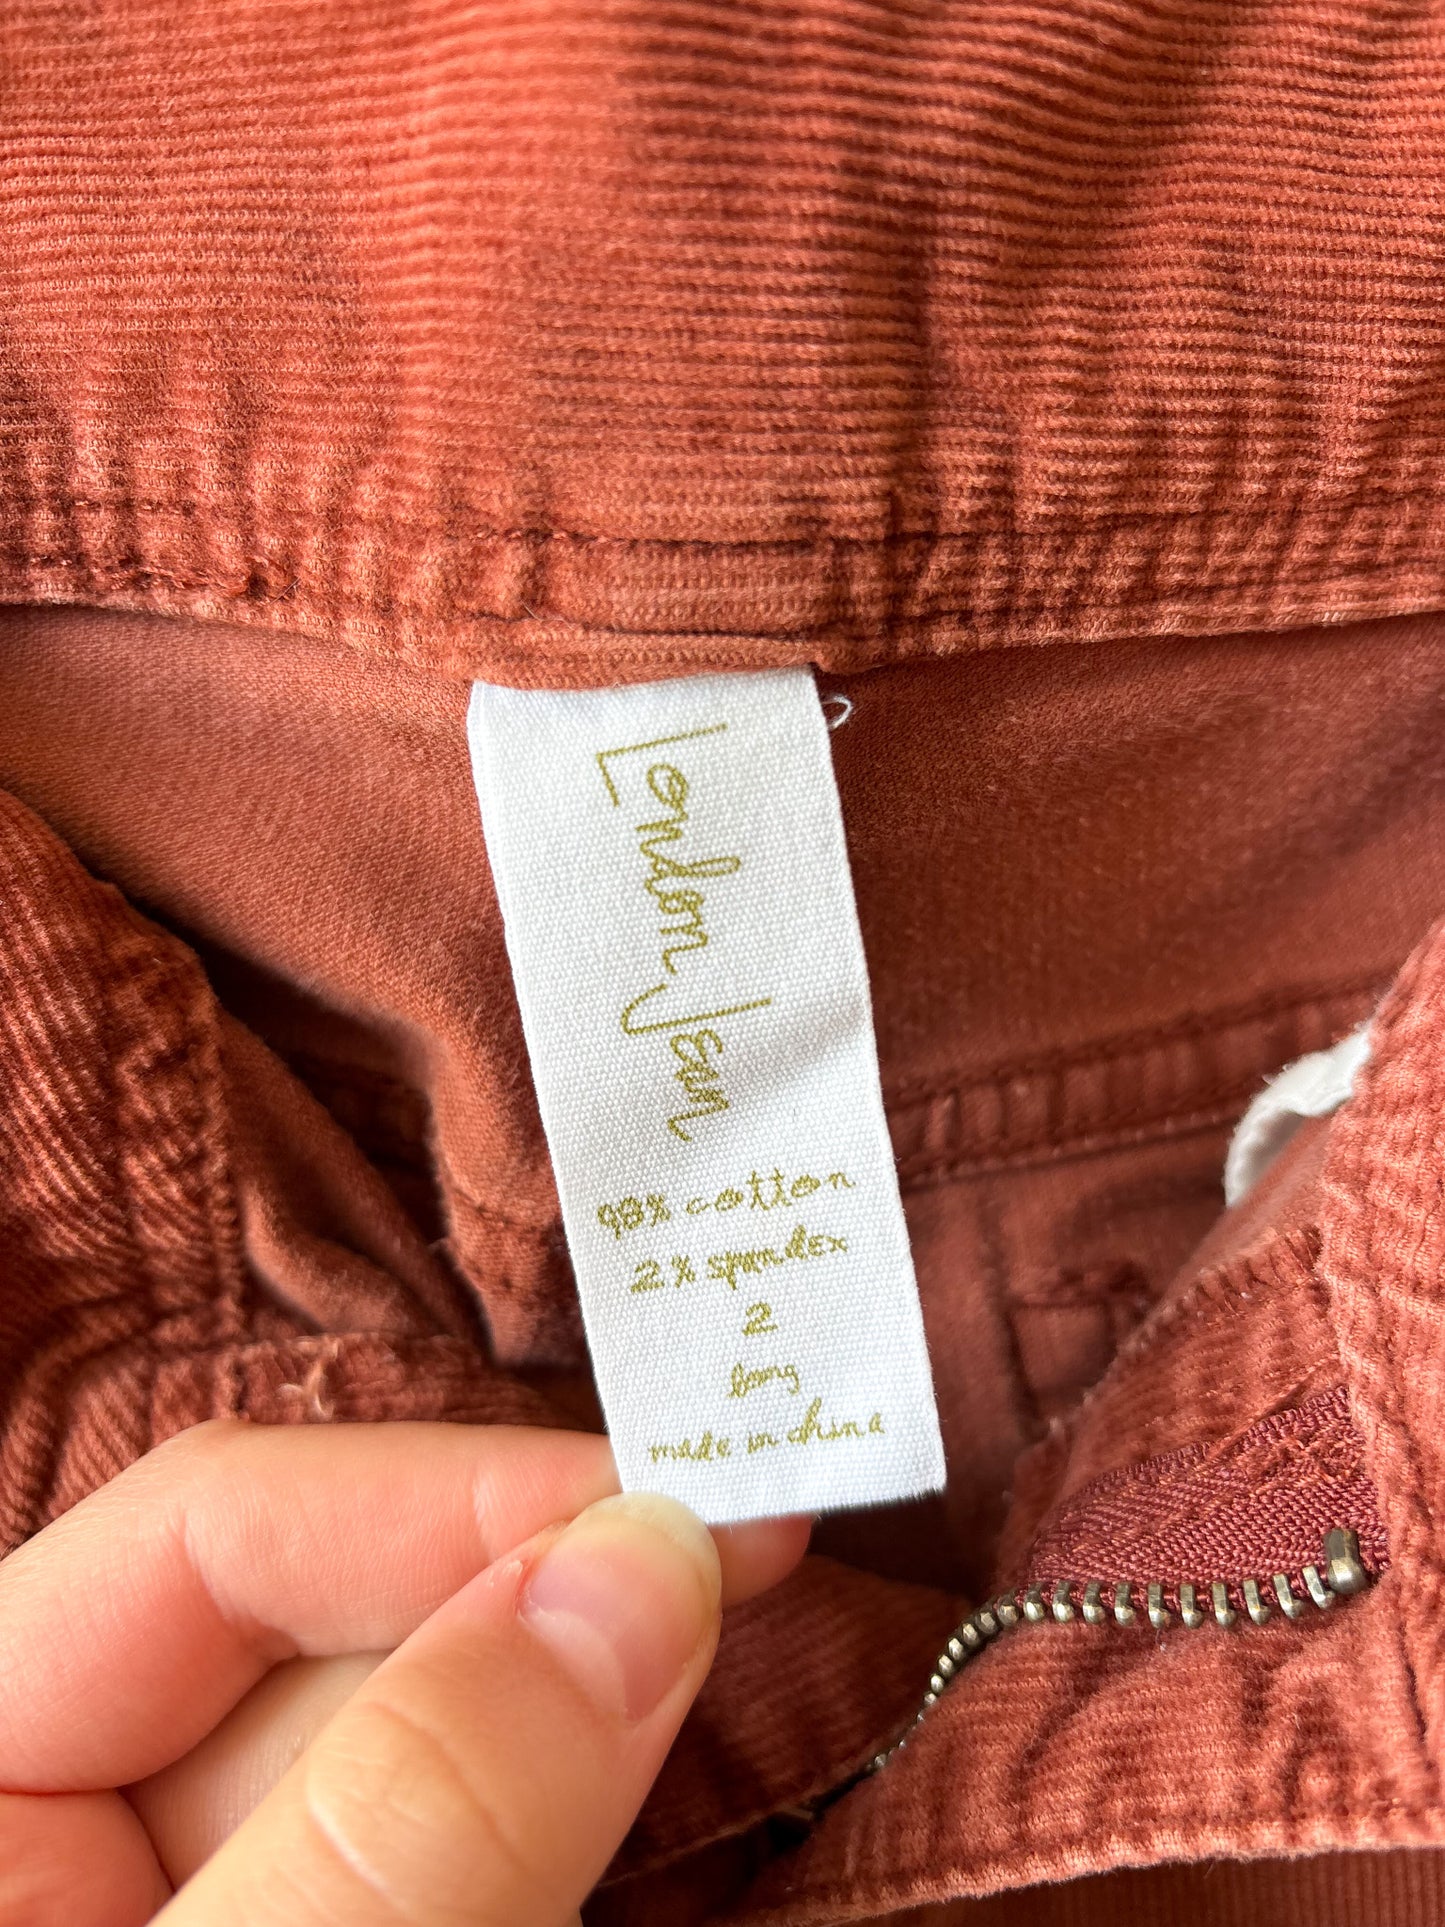 London Jean
98% cotton
2% spandex
2
long
made in china